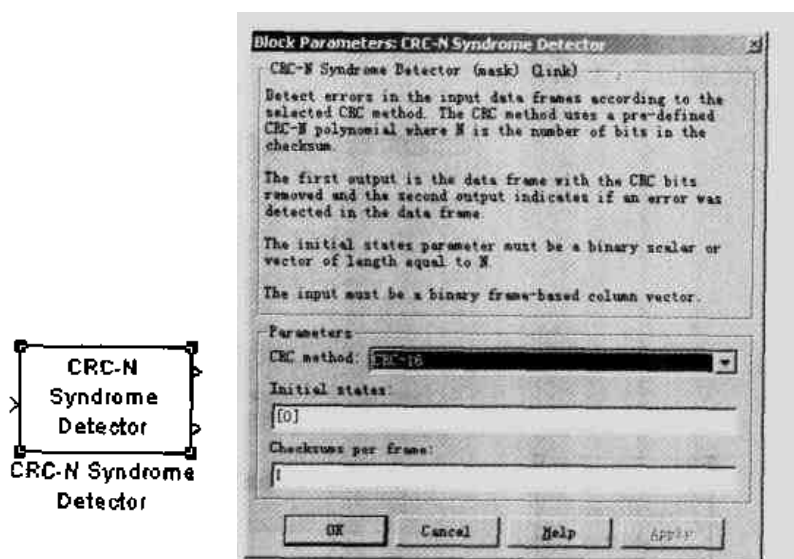 CRC-N
Syndrome
Detector
CRC-N Syndrome
Detector
Block Parameters: CRC-N Syndrome Detector
CRC-N Syndrome Detector (mask) (link)
Detect errors in the input data frames according to the
selected CRC method. The CRC method uses a pre-defined
CRC-N polynomial where N is the number of bits in the
checksum.
The first output is the data frame with the CRC bits
removed and the second output indicates if an error was
detected in the data frame.
The initial states parameter must be a binary scalar or
vector of length equal to N.
The input must be a binary frame-based column vector.
Parameters
CRC method: CRC-16
Initial states:
[0]
Checksums per frame:
1
OK Cancel Help Apply